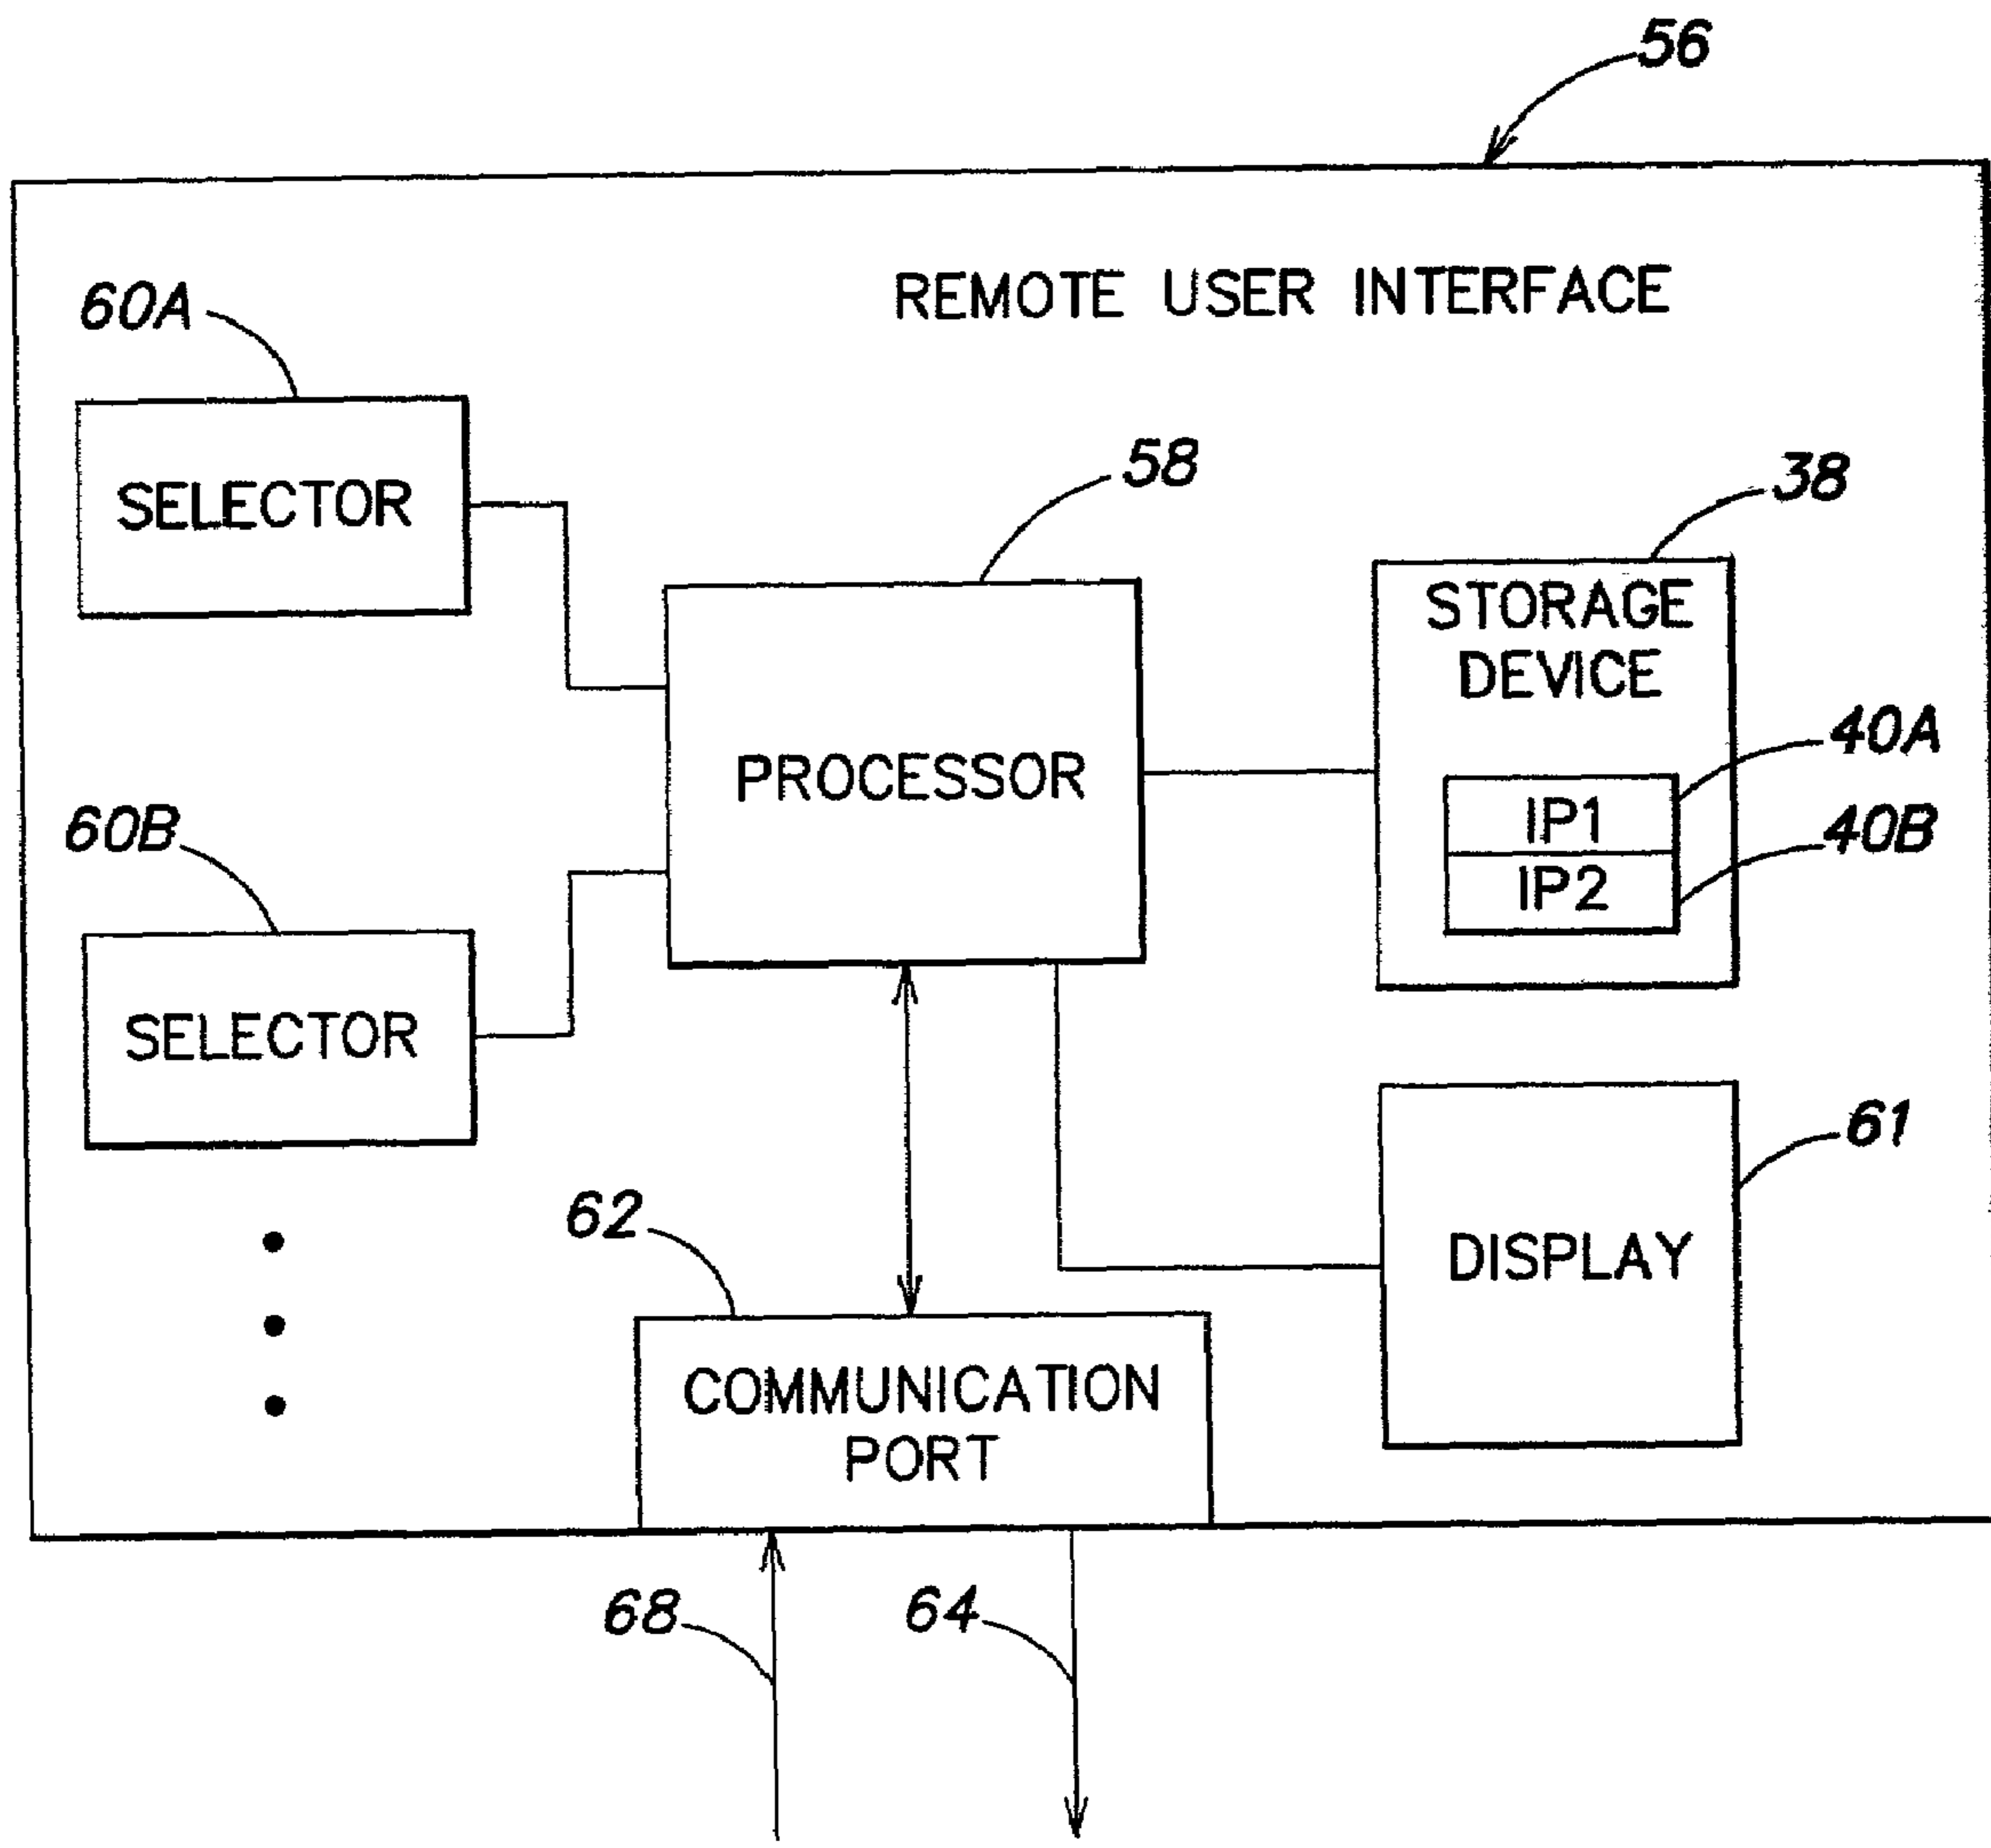 56
REMOTE USER INTERFACE
60A
SELECTOR
58
38
STORAGE
DEVICE
PROCESSOR
40A
IP1
60B
40B
IP2
SELECTOR
61
62
DISPLAY
COMMUNICATION
PORT
68
64